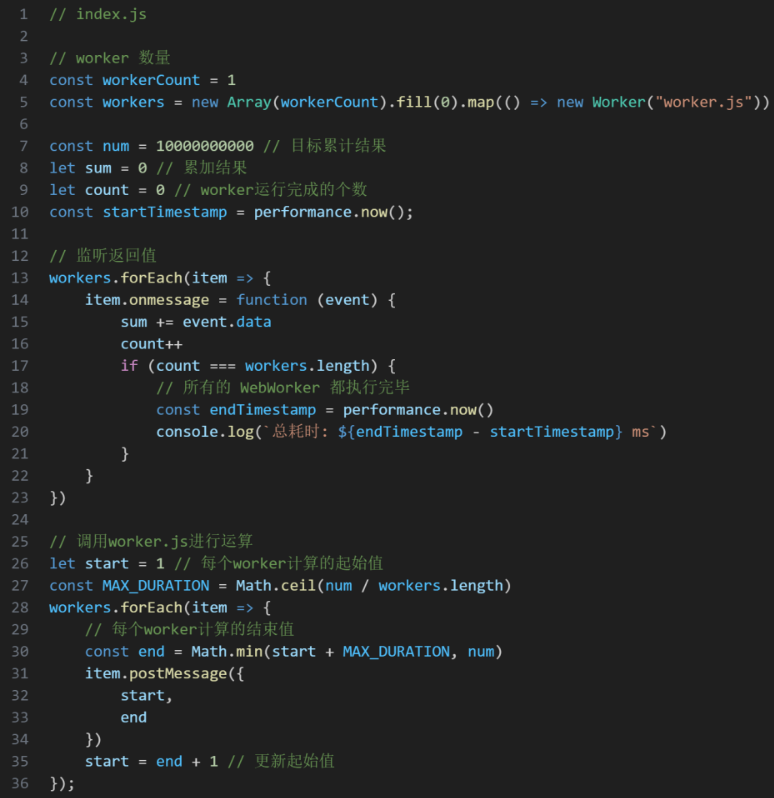 1 // index.js
2
3 // worker 数量
4 const workerCount = 1
5 const workers = new Array(workerCount).fill(0).map(() => new Worker("worker.js"))
6
7 const num = 10000000000 // 目标累计结果
8 let sum = 0 // 累加结果
9 let count = 0 // worker运行完成的个数
10 const startTimestamp = performance.now();
11
12 // 监听返回值
13 workers.forEach(item => {
14     item.onmessage = function (event) {
15         sum += event.data
16         count++
17         if (count === workers.length) {
18             // 所有的 WebWorker 都执行完毕
19             const endTimestamp = performance.now()
20             console.log(`总耗时: ${endTimestamp - startTimestamp} ms`)
21         }
22     }
23 })
24
25 // 调用worker.js进行运算
26 let start = 1 // 每个worker计算的起始值
27 const MAX_DURATION = Math.ceil(num / workers.length)
28 workers.forEach(item => {
29     // 每个worker计算的结束值
30     const end = Math.min(start + MAX_DURATION, num)
31     item.postMessage({
32         start,
33         end
34     })
35     start = end + 1 // 更新起始值
36 });